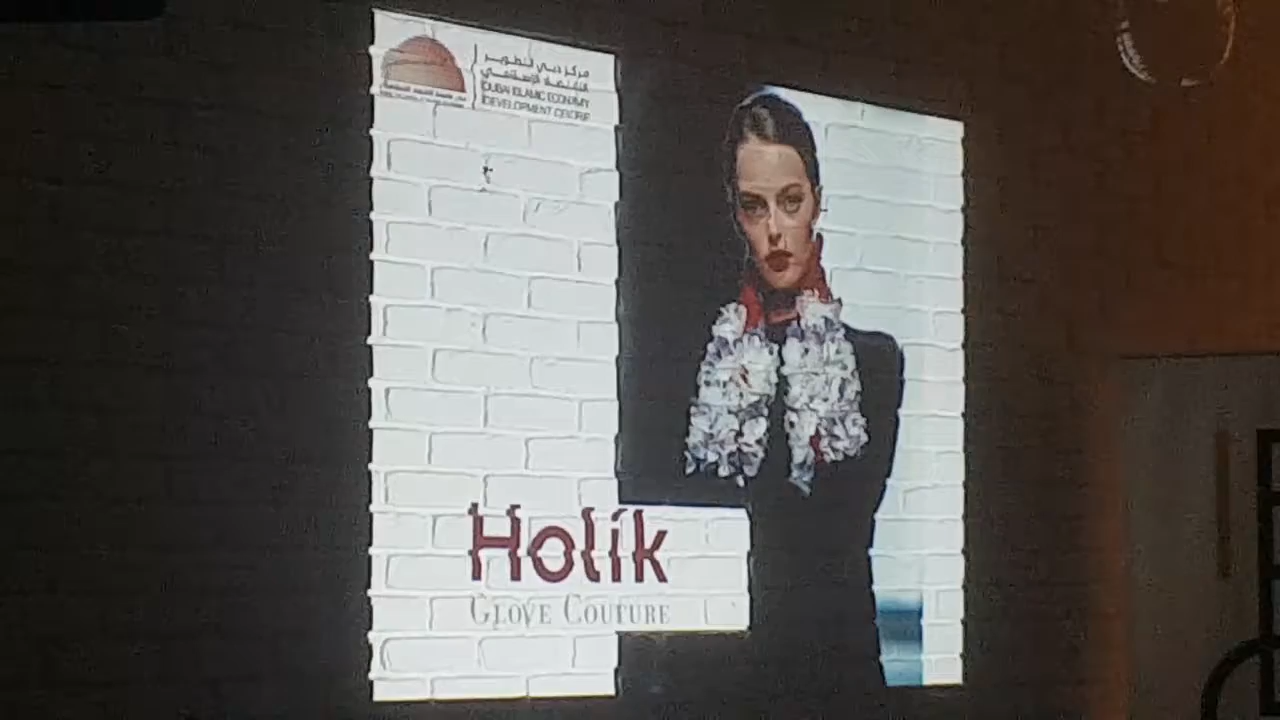 مركز دبي لتطوير
الاقتصاد الإسلامي
DUBAI ISLAMIC ECONOMY
DEVELOPMENT CENTRE
Holík
GLOVE COUTURE